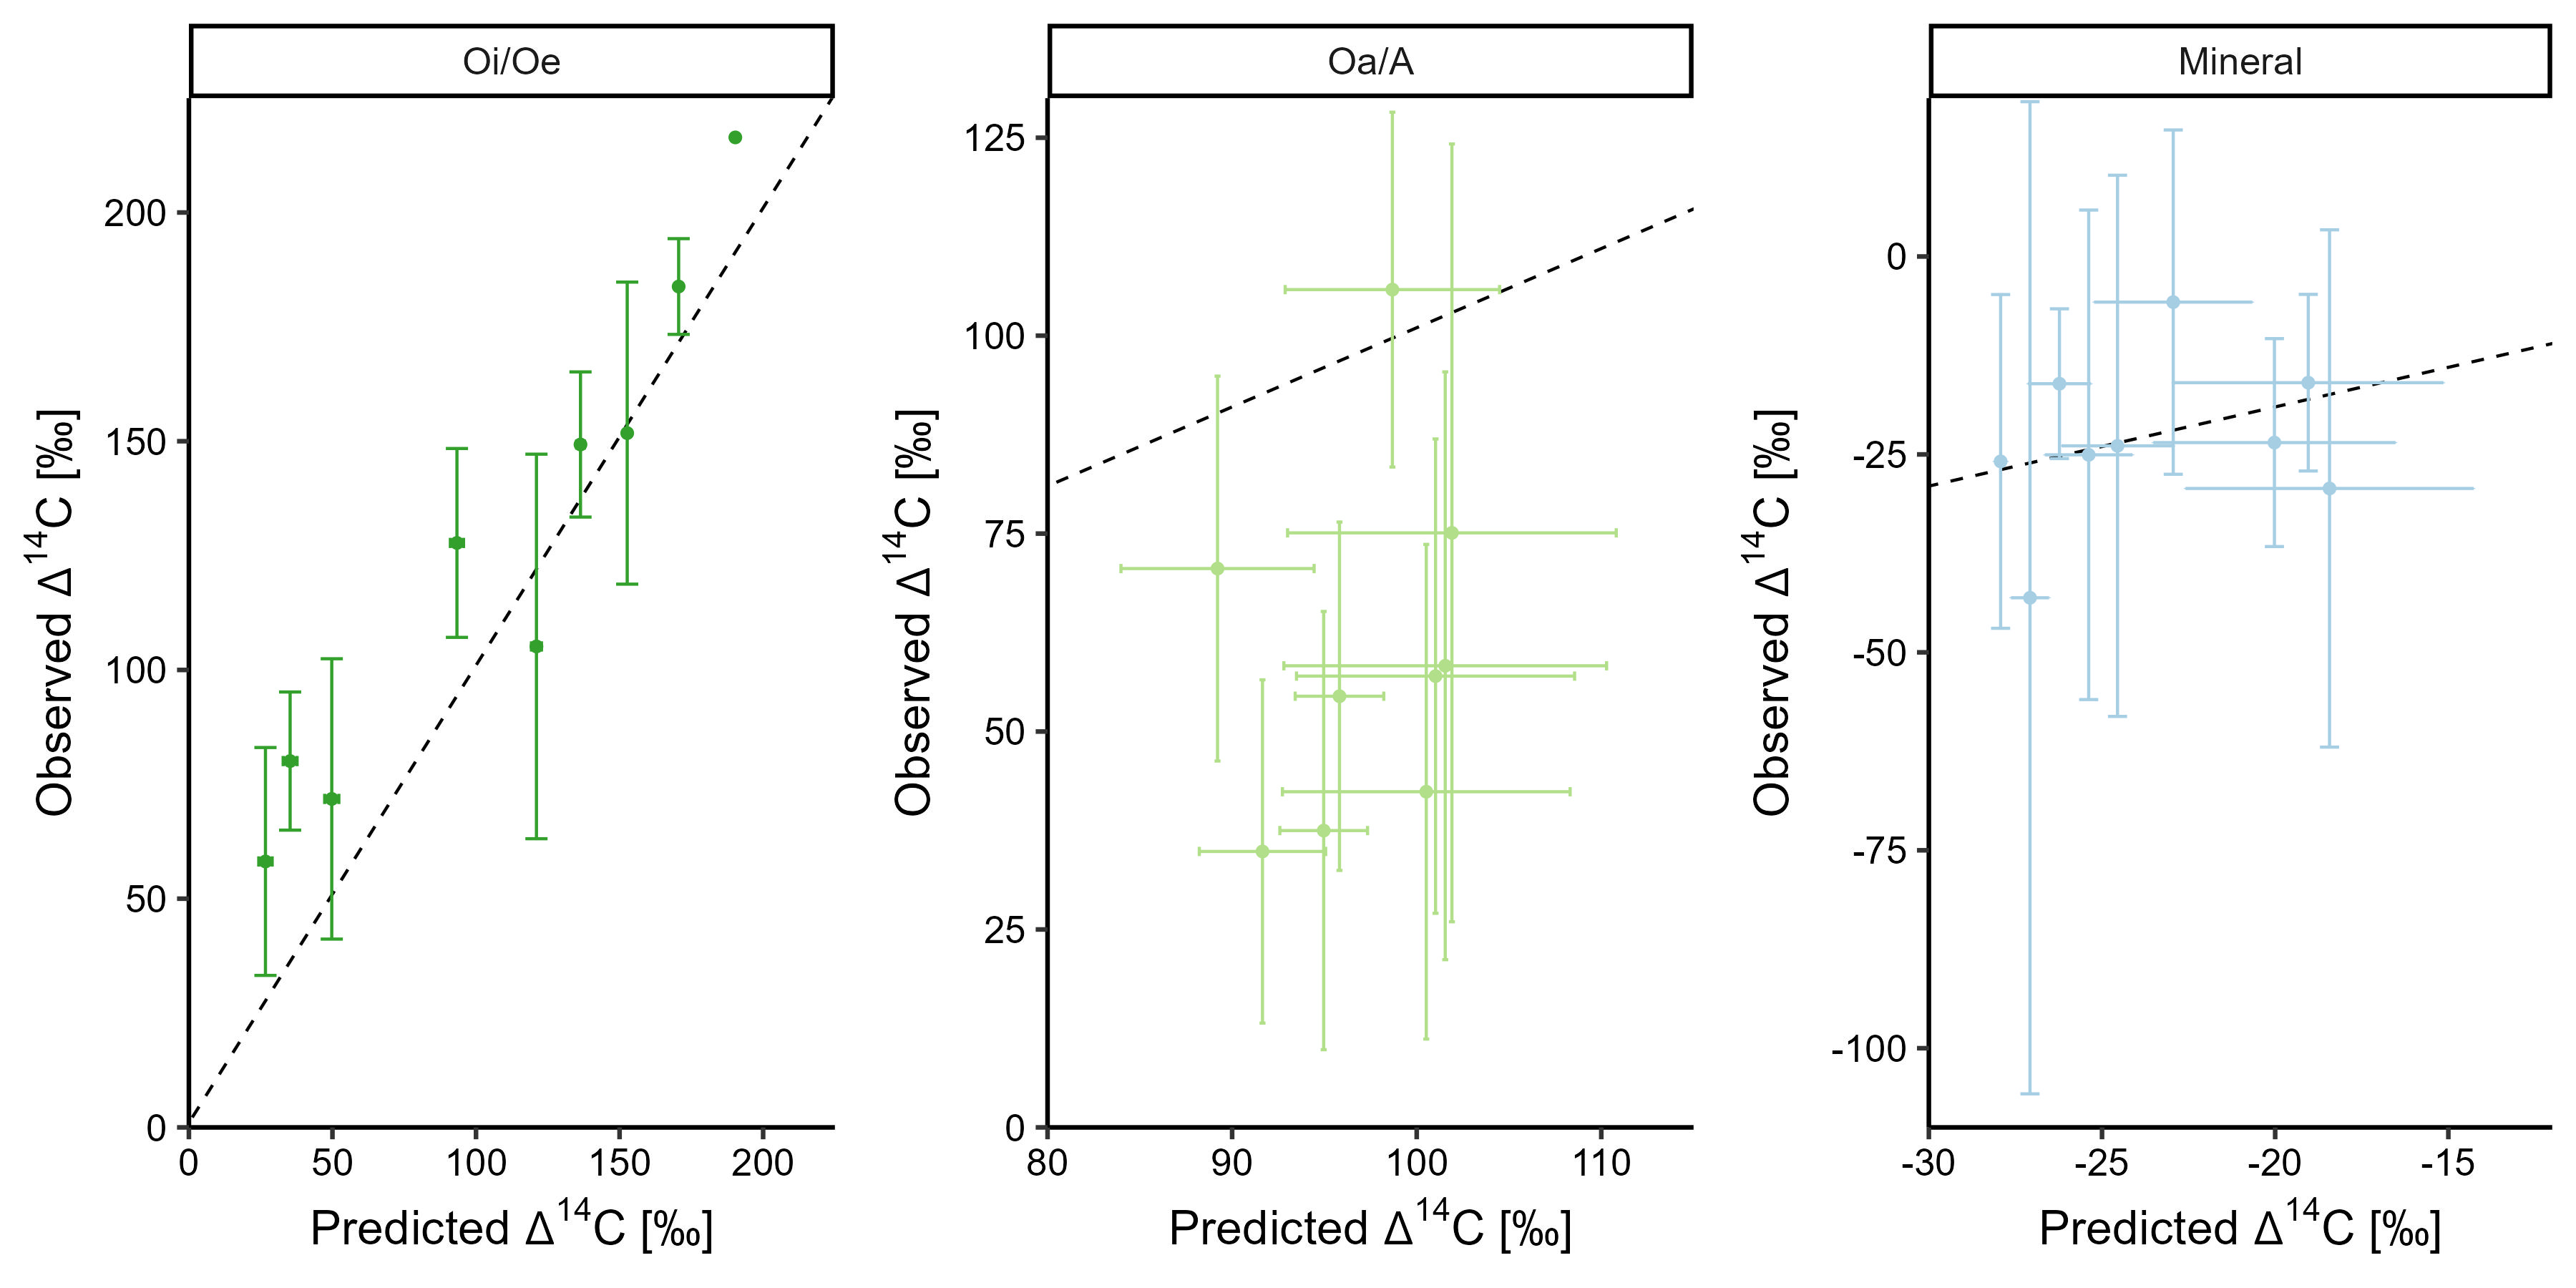 Oi/Oe
Observed Δ¹⁴C [‰]
200
150
100
50
0
0 50 100 150 200
Predicted Δ¹⁴C [‰]
Oa/A
Observed Δ¹⁴C [‰]
125
100
75
50
25
0
80 90 100 110
Predicted Δ¹⁴C [‰]
Mineral
Observed Δ¹⁴C [‰]
0
-25
-50
-75
-100
-30 -25 -20 -15
Predicted Δ¹⁴C [‰]